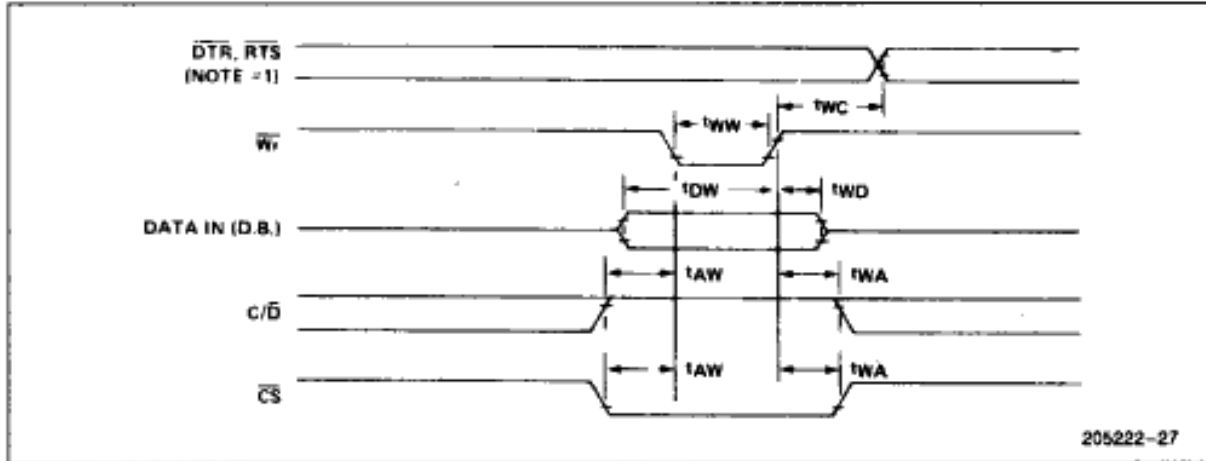 DTR, RTS
(NOTE =1)
tWC
tWW
Wr
tDW
tWD
DATA IN (D.B.)
tAW
tWA
C/D
tAW
tWA
CS
205222-27